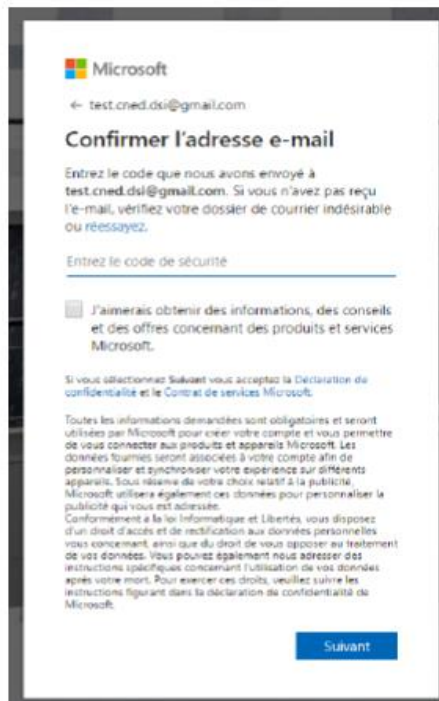 Microsoft
← test.cned.dsi@gmail.com
Confirmer l'adresse e-mail
Entrez le code que nous avons envoyé à
test.cned.dsi@gmail.com. Si vous n'avez pas reçu
l'e-mail, vérifiez votre dossier de courrier indésirable
ou réessayez.
Entrez le code de sécurité
J'aimerais obtenir des informations, des conseils
et des offres concernant des produits et services
Microsoft.
Si vous sélectionnez Suivant vous acceptez la Déclaration de
confidentialité et le Contrat de services Microsoft.
Toutes les informations demandées sont obligatoires et seront
utilisées par Microsoft pour créer votre compte et vous permettre
de vous connecter aux produits et appareils Microsoft. Les
données fournies seront associées à votre compte afin de
personnaliser et synchroniser votre expérience sur différents
appareils. Sous réserve de votre choix relatif à la publicité,
Microsoft utilisera également ces données pour personnaliser la
publicité qui vous est adressée.
Conformément a la loi Informatique et Libertés, vous disposez
d'un droit d'accès et de rectification aux données personnelles
vous concernant, ainsi que du droit de vous opposer au traitement
de vos données. Vous pouvez également nous adresser des
instructions spécifiques concernant l'utilisation de vos données
après votre mort. Pour exercer ces droits, veuillez suivre les
instructions figurant dans la déclaration de confidentialité de
Microsoft.
Suivant